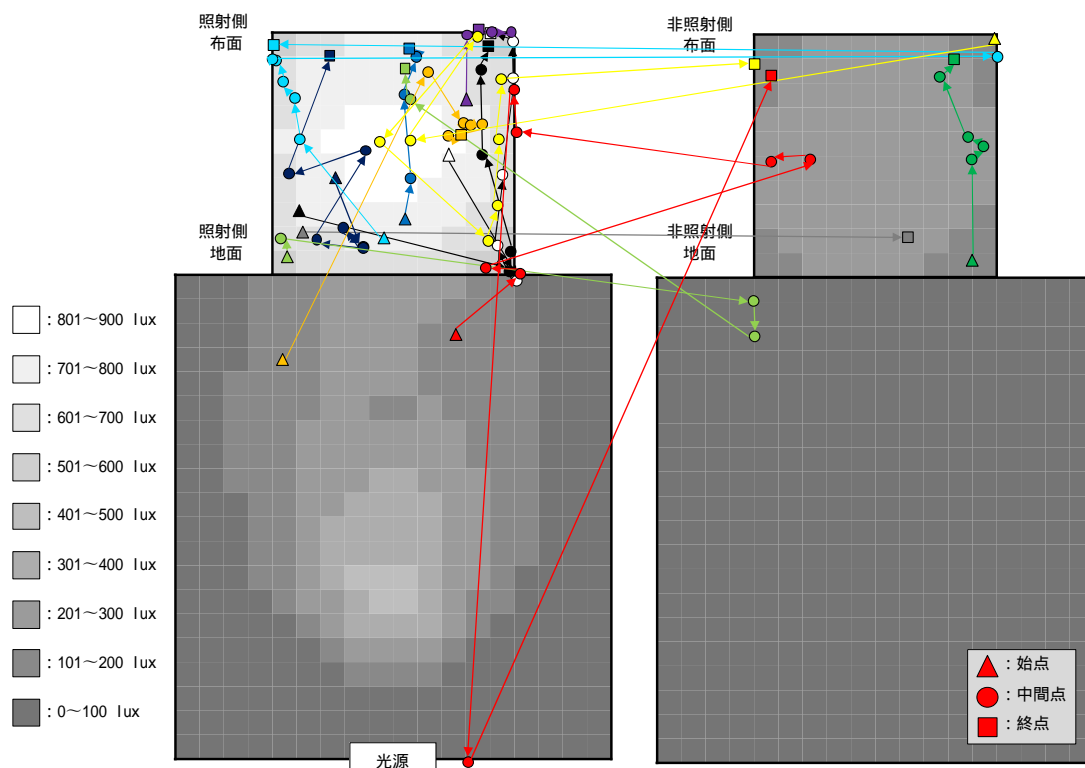 照射側
布面
非照射側
布面
照射側
地面
非照射側
地面
:801～900 lux
:701～800 lux
:601～700 lux
:501～600 lux
:401～500 lux
:301～400 lux
:201～300 lux
:101～200 lux
:0～100 lux
:始点
:中間点
:終点
光源